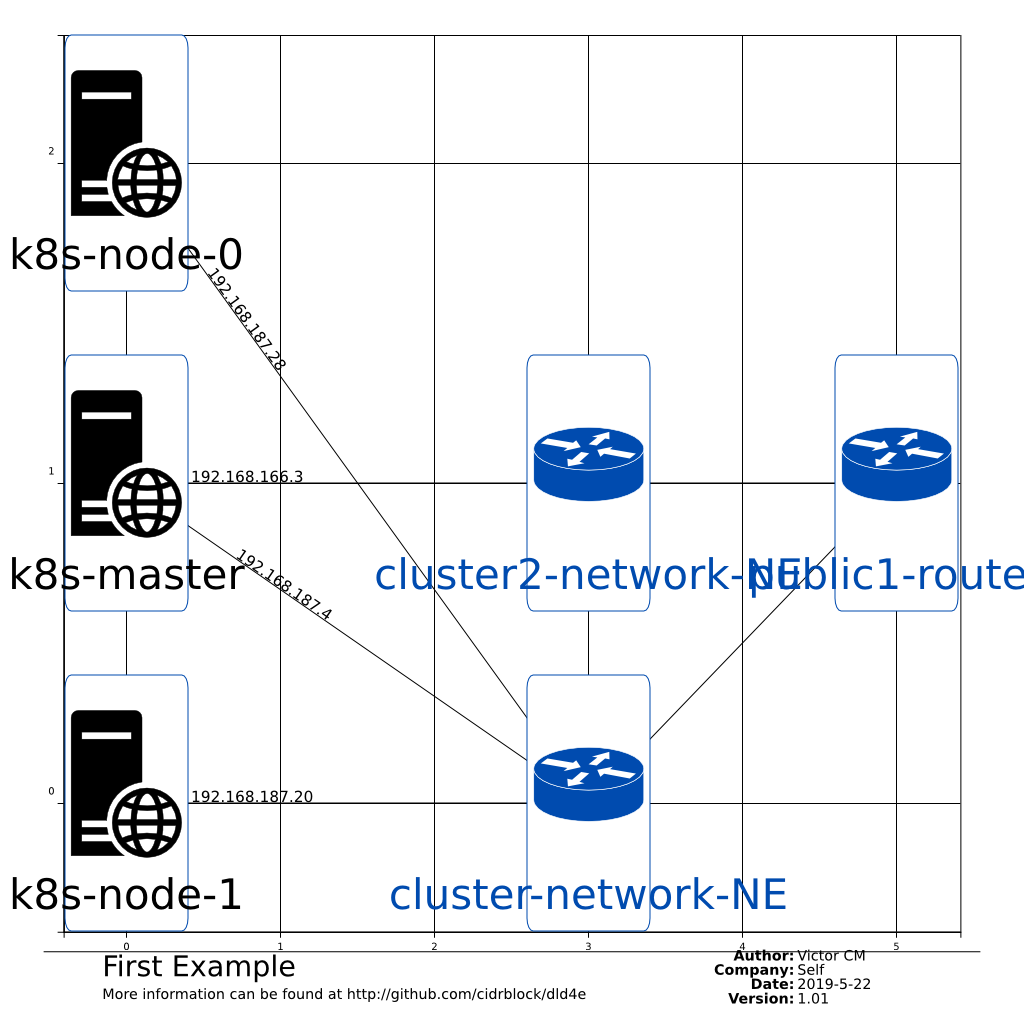 2
k8s-node-0
192.168.187.28
1
192.168.166.3
k8s-master
cluster2-network-NE
public1-route
192.168.187.4
0
192.168.187.20
k8s-node-1
cluster-network-NE
0 1 2 3 4 5
First Example
More information can be found at http://github.com/cidrblock/dld4e
Author: Victor CM
Company: Self
Date: 2019-5-22
Version: 1.01